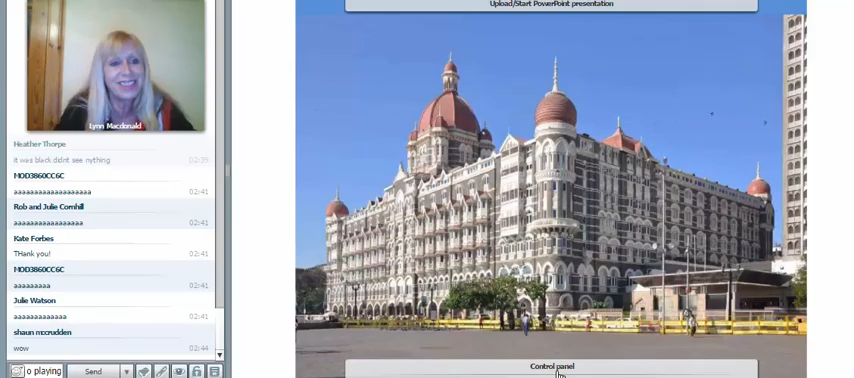 Upload/Start PowerPoint presentation
Lynn Macdonald
Heather Thorpe
it was black didnt see nything 02:39
MOD3860CC6C
aaaaaaaaaaaaaaaaaaa 02:41
Rob and Julie Cornhill
aaaaaaaaaaaaaaaaa 02:41
Kate Forbes
THank you! 02:41
MOD3860CC6C
aaaaaaaaa 02:41
Julie Watson
aaaaaaaaaaaaa 02:41
shaun mcrudden
wow 02:44
o playing Send
Control panel